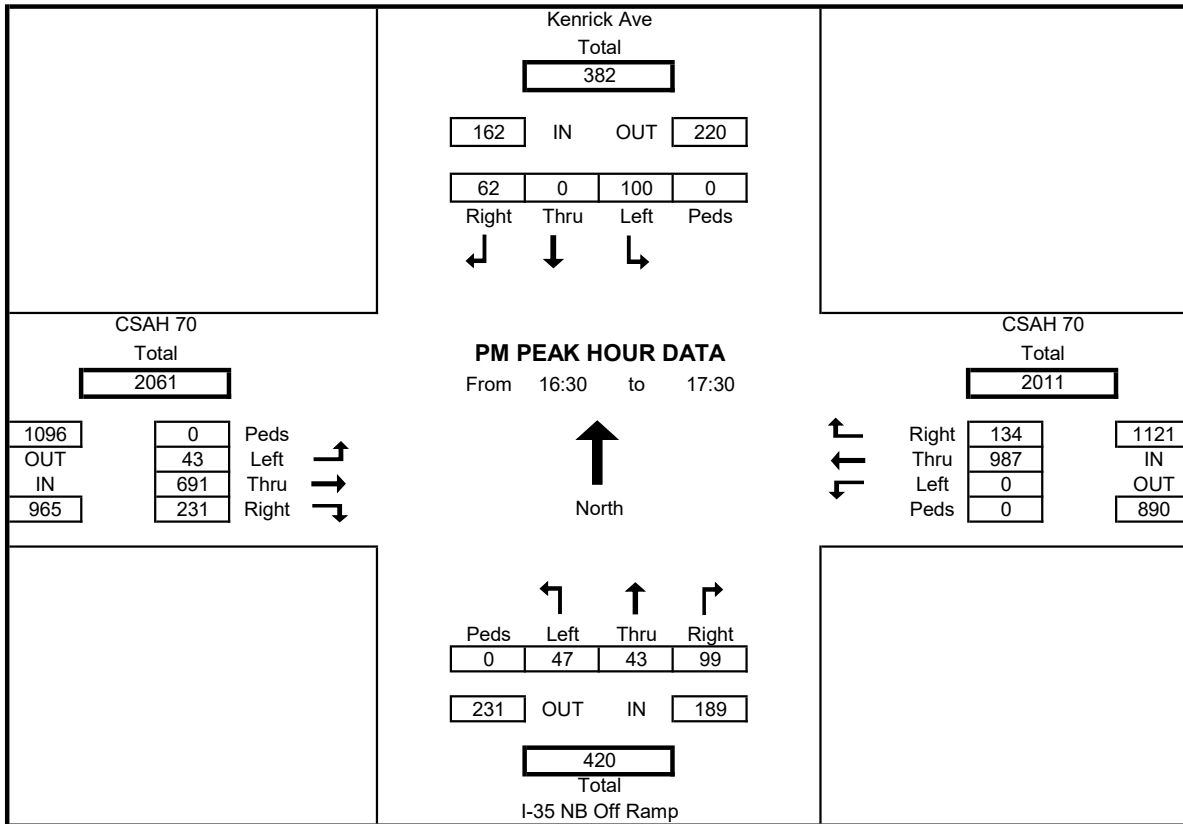 Kenrick Ave
Total
382
162 IN OUT 220
62 0 100 0
Right Thru Left Peds
CSAH 70
Total
2061
1096 0 Peds
OUT 43 Left
IN 691 Thru
965 231 Right
PM PEAK HOUR DATA
From 16:30 to 17:30
North
CSAH 70
Total
2011
Right 134 1121
Thru 987 IN
Left 0 OUT
Peds 0 890
Peds Left Thru Right
0 47 43 99
231 OUT IN 189
420
Total
I-35 NB Off Ramp